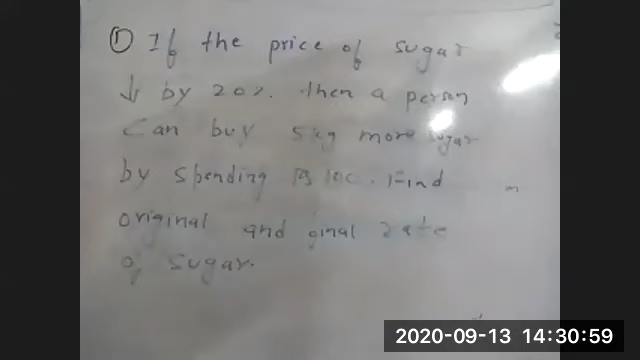 ① If the price of sugar
↓ by 20%. then a person
can buy 5kg more sugar
by spending Rs 100. Find
original and final rate
of sugar.
2020-09-13 14:30:59